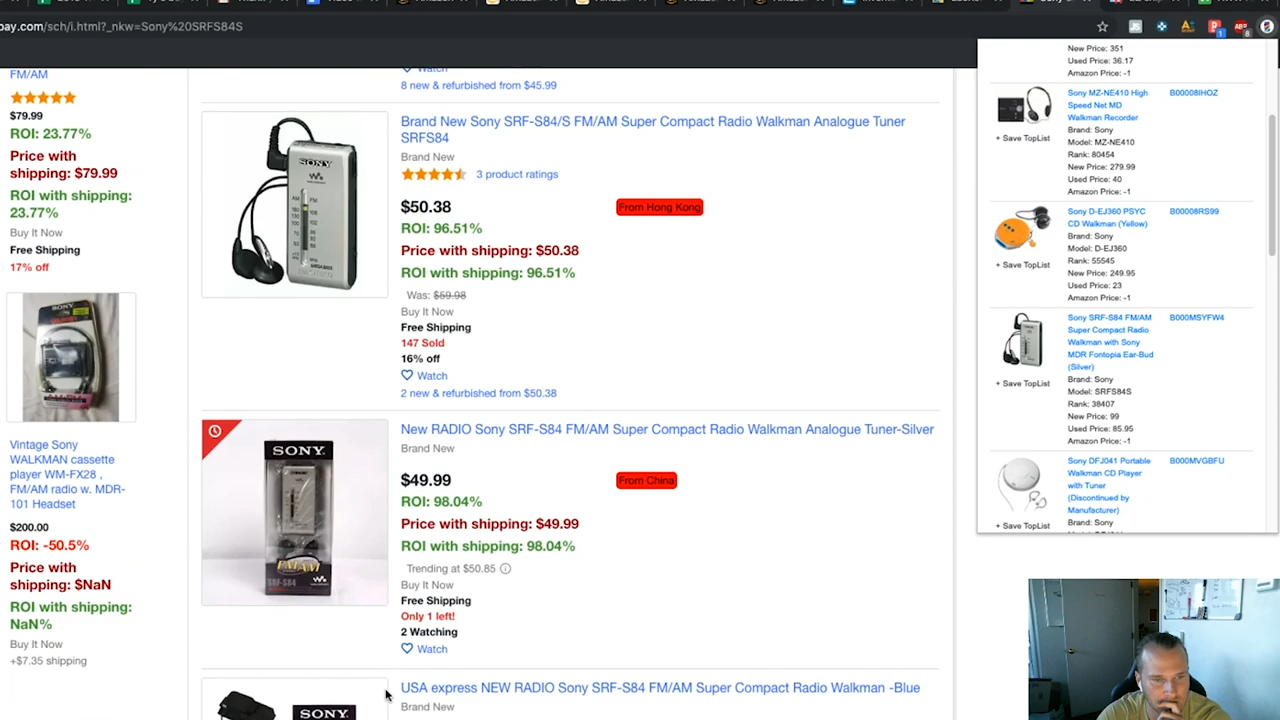 pay.com/sch/i.html?_nkw=Sony%20SRFS84S
FM/AM
$79.99
ROI: 23.77%
Price with
shipping: $79.99
ROI with shipping:
23.77%
Buy It Now
Free Shipping
17% off
Vintage Sony
WALKMAN cassette
player WM-FX28 ,
FM/AM radio w. MDR-
101 Headset
$200.00
ROI: -50.5%
Price with
shipping: $NaN
ROI with shipping:
NaN%
Buy It Now
+$7.35 shipping
Watch
8 new & refurbished from $45.99
Brand New Sony SRF-S84/S FM/AM Super Compact Radio Walkman Analogue Tuner
SRFS84
Brand New
3 product ratings
$50.38
From Hong Kong
ROI: 96.51%
Price with shipping: $50.38
ROI with shipping: 96.51%
Was: $59.98
Buy It Now
Free Shipping
147 Sold
16% off
Watch
2 new & refurbished from $50.38
SONY
New RADIO Sony SRF-S84 FM/AM Super Compact Radio Walkman Analogue Tuner-Silver
Brand New
$49.99
From China
ROI: 98.04%
Price with shipping: $49.99
ROI with shipping: 98.04%
Trending at $50.85
Buy It Now
Free Shipping
Only 1 left!
2 Watching
Watch
SONY
FM/AM
SRF-S84
USA express NEW RADIO Sony SRF-S84 FM/AM Super Compact Radio Walkman -Blue
Brand New
SONY
New Price: 351
Used Price: 36.17
Amazon Price: -1
Sony MZ-NE410 High
Speed Net MD
Walkman Recorder
B00008IHOZ
+ Save TopList
Brand: Sony
Model: MZ-NE410
Rank: 80454
New Price: 279.99
Used Price: 40
Amazon Price: -1
Sony D-EJ360 PSYC
CD Walkman (Yellow)
B00008RS99
Brand: Sony
Model: D-EJ360
Rank: 55545
+ Save TopList
New Price: 249.95
Used Price: 23
Amazon Price: -1
Sony SRF-S84 FM/AM
Super Compact Radio
Walkman with Sony
MDR Fontopia Ear-Bud
(Silver)
B000MSYFW4
+ Save TopList
Brand: Sony
Model: SRFS84S
Rank: 38407
New Price: 99
Used Price: 85.95
Amazon Price: -1
Sony DFJ041 Portable
Walkman CD Player
with Tuner
(Discontinued by
Manufacturer)
B000MVGBFU
+ Save TopList
Brand: Sony